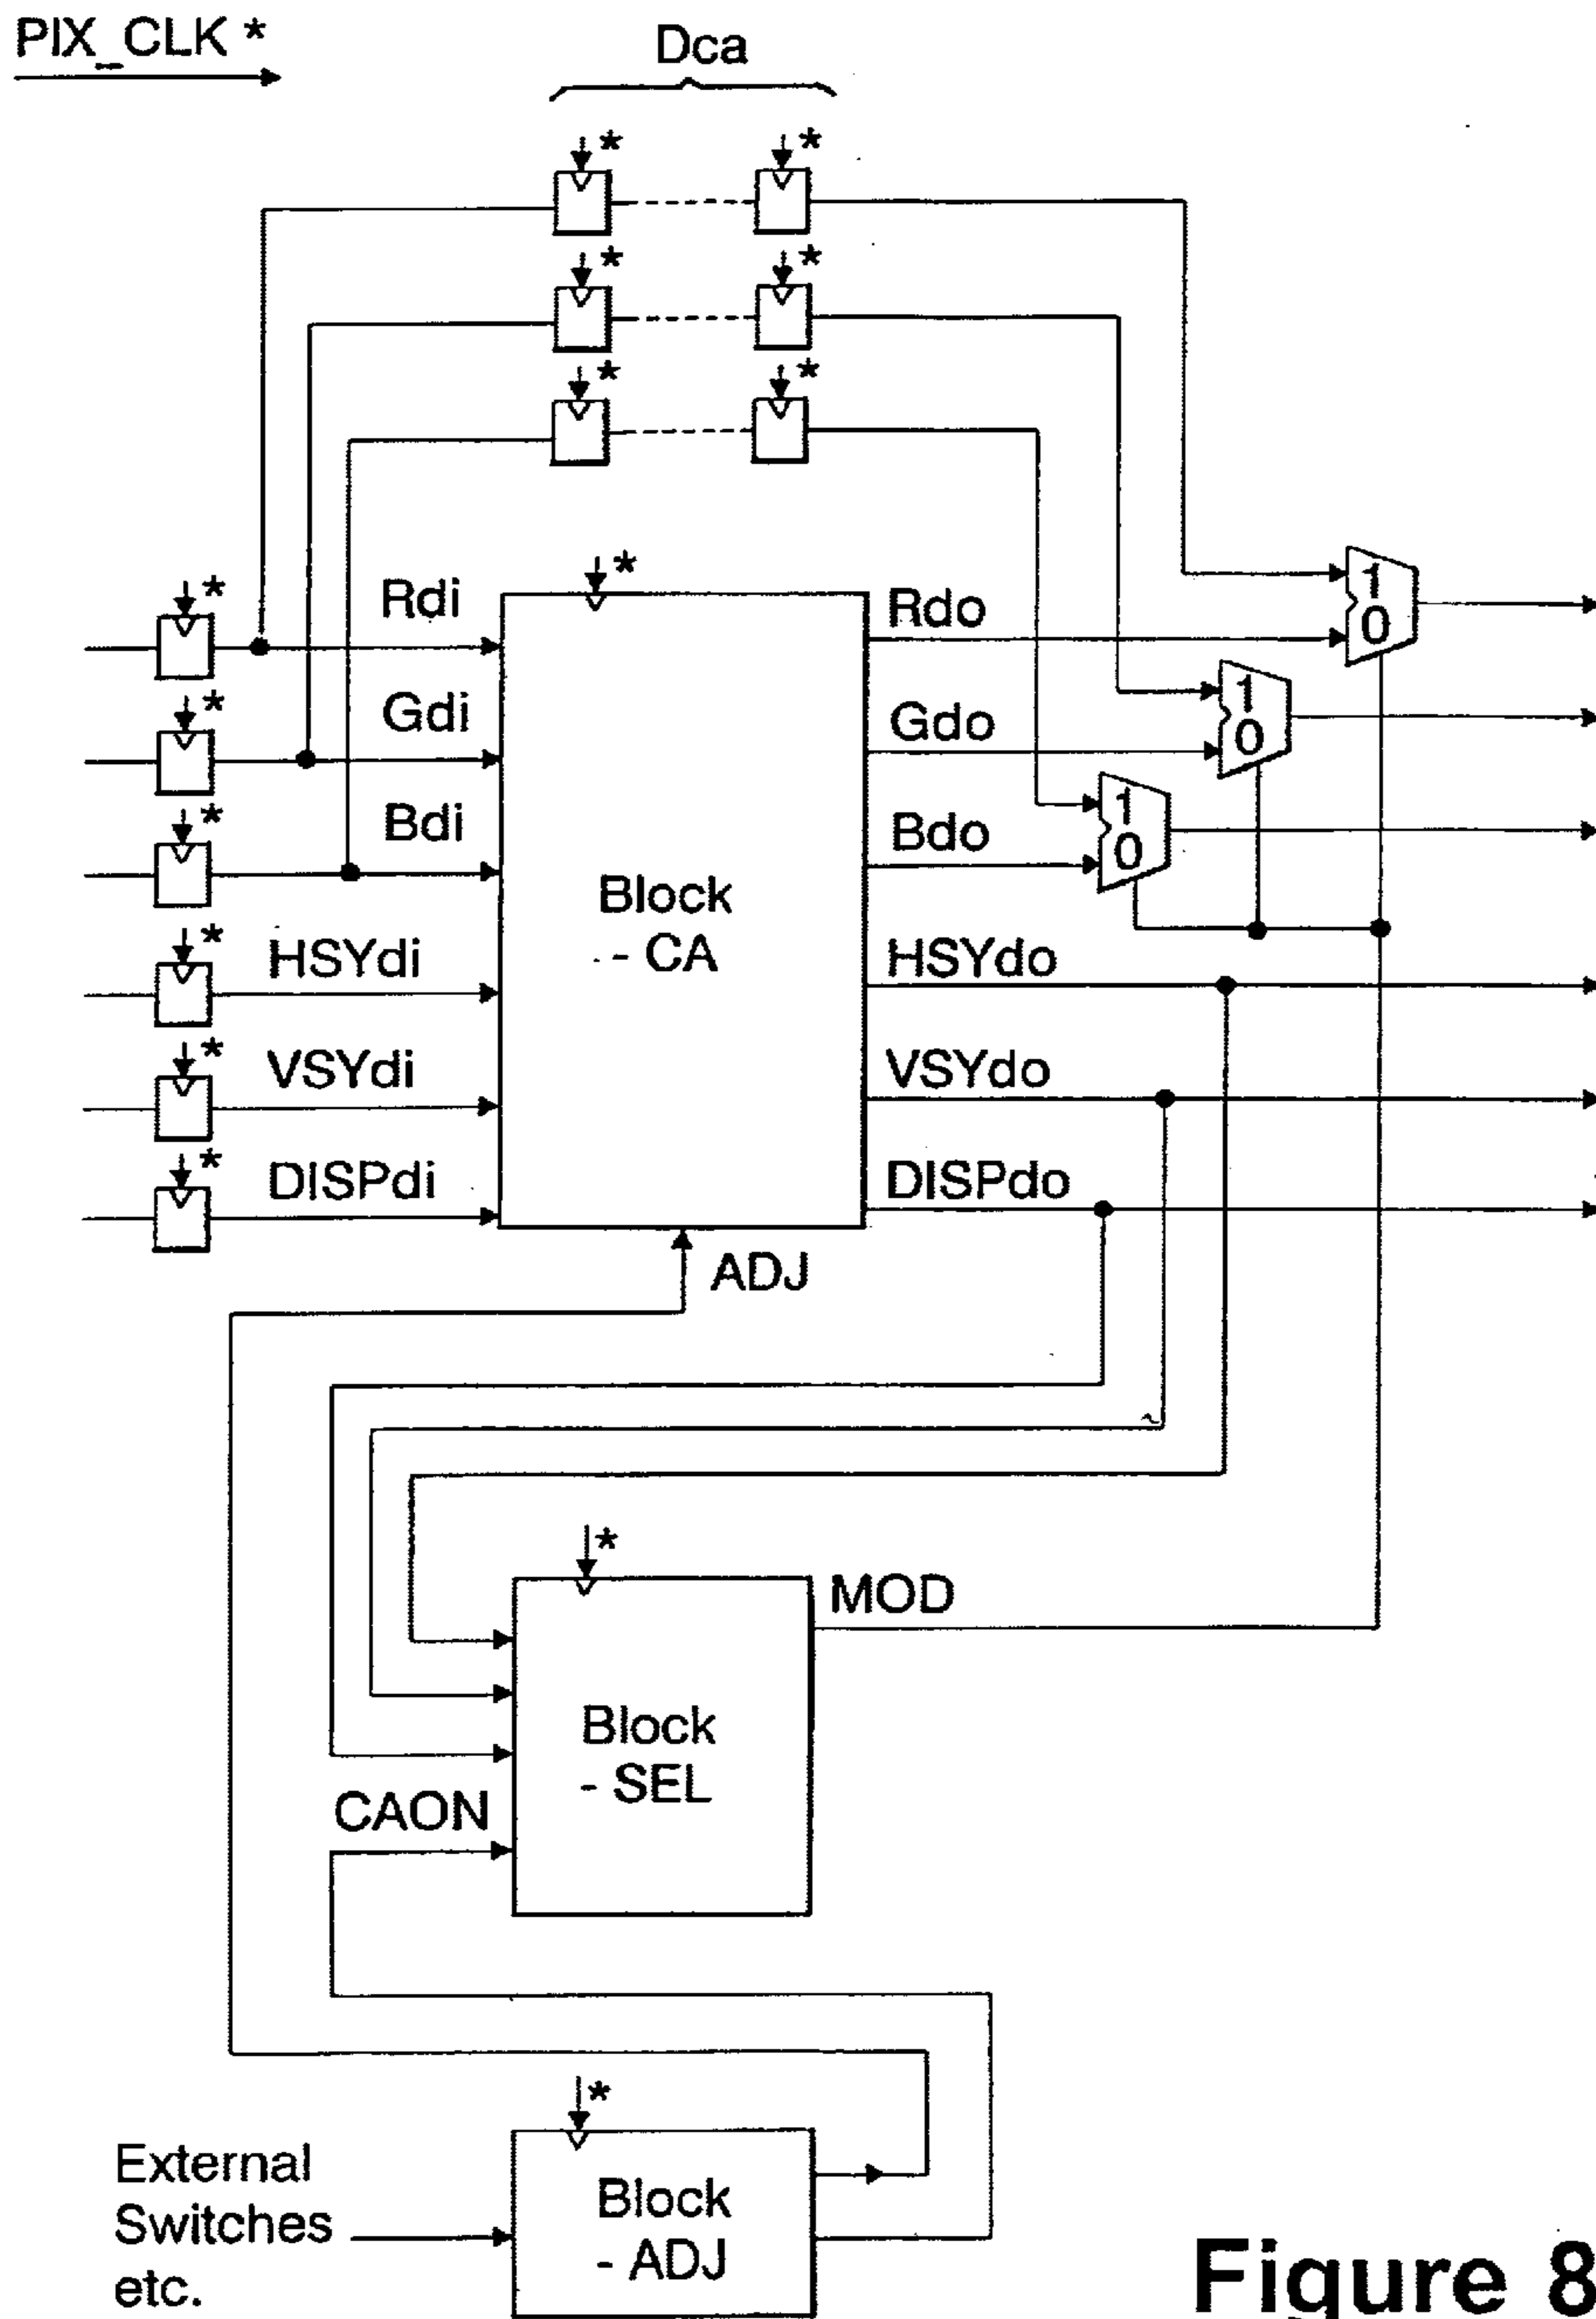 PIX_CLK *
Dca
* *
* *
* *
*
* Rdi Rdo 1
0
* Gdi Gdo 1
0
* Bdi Bdo 1
0
Block
- CA
* HSYdi HSYdo
* VSYdi VSYdo
* DISPdi DISPdo
ADJ
*
MOD
Block
- SEL
CAON
*
External
Switches
etc.
Block
- ADJ
Figure 8